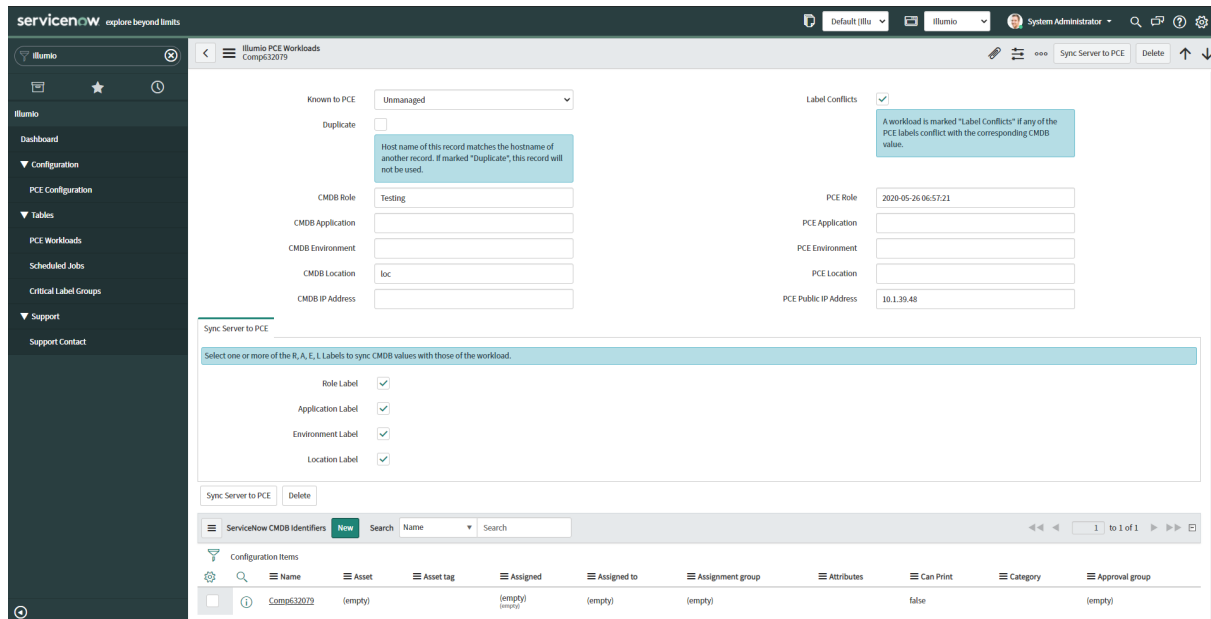 servicenow explore beyond limits
Default (Illu
Illumio
System Administrator
illumio
Illumio
Dashboard
Configuration
PCE Configuration
Tables
PCE Workloads
Scheduled Jobs
Critical Label Groups
Support
Support Contact
Illumio PCE Workloads
Comp632079
Sync Server to PCE
Delete
Known to PCE
Unmanaged
Label Conflicts
A workload is marked "Label Conflicts" if any of the
PCE labels conflict with the corresponding CMDB
value.
Duplicate
Host name of this record matches the hostname of
another record. If marked "Duplicate", this record will
not be used.
CMDB Role
Testing
PCE Role
2020-05-26 06:57:21
CMDB Application
PCE Application
CMDB Environment
PCE Environment
CMDB Location
loc
PCE Location
CMDB IP Address
PCE Public IP Address
10.1.39.48
Sync Server to PCE
Select one or more of the R, A, E, L Labels to sync CMDB values with those of the workload.
Role Label
Application Label
Environment Label
Location Label
Sync Server to PCE
Delete
ServiceNow CMDB Identifiers
New
Search
Name
Search
1 to 1 of 1
Configuration Items
Name
Asset
Asset tag
Assigned
Assigned to
Assignment group
Attributes
Can Print
Category
Approval group
Comp632079
(empty)
(empty)
(empty)
(empty)
(empty)
false
(empty)